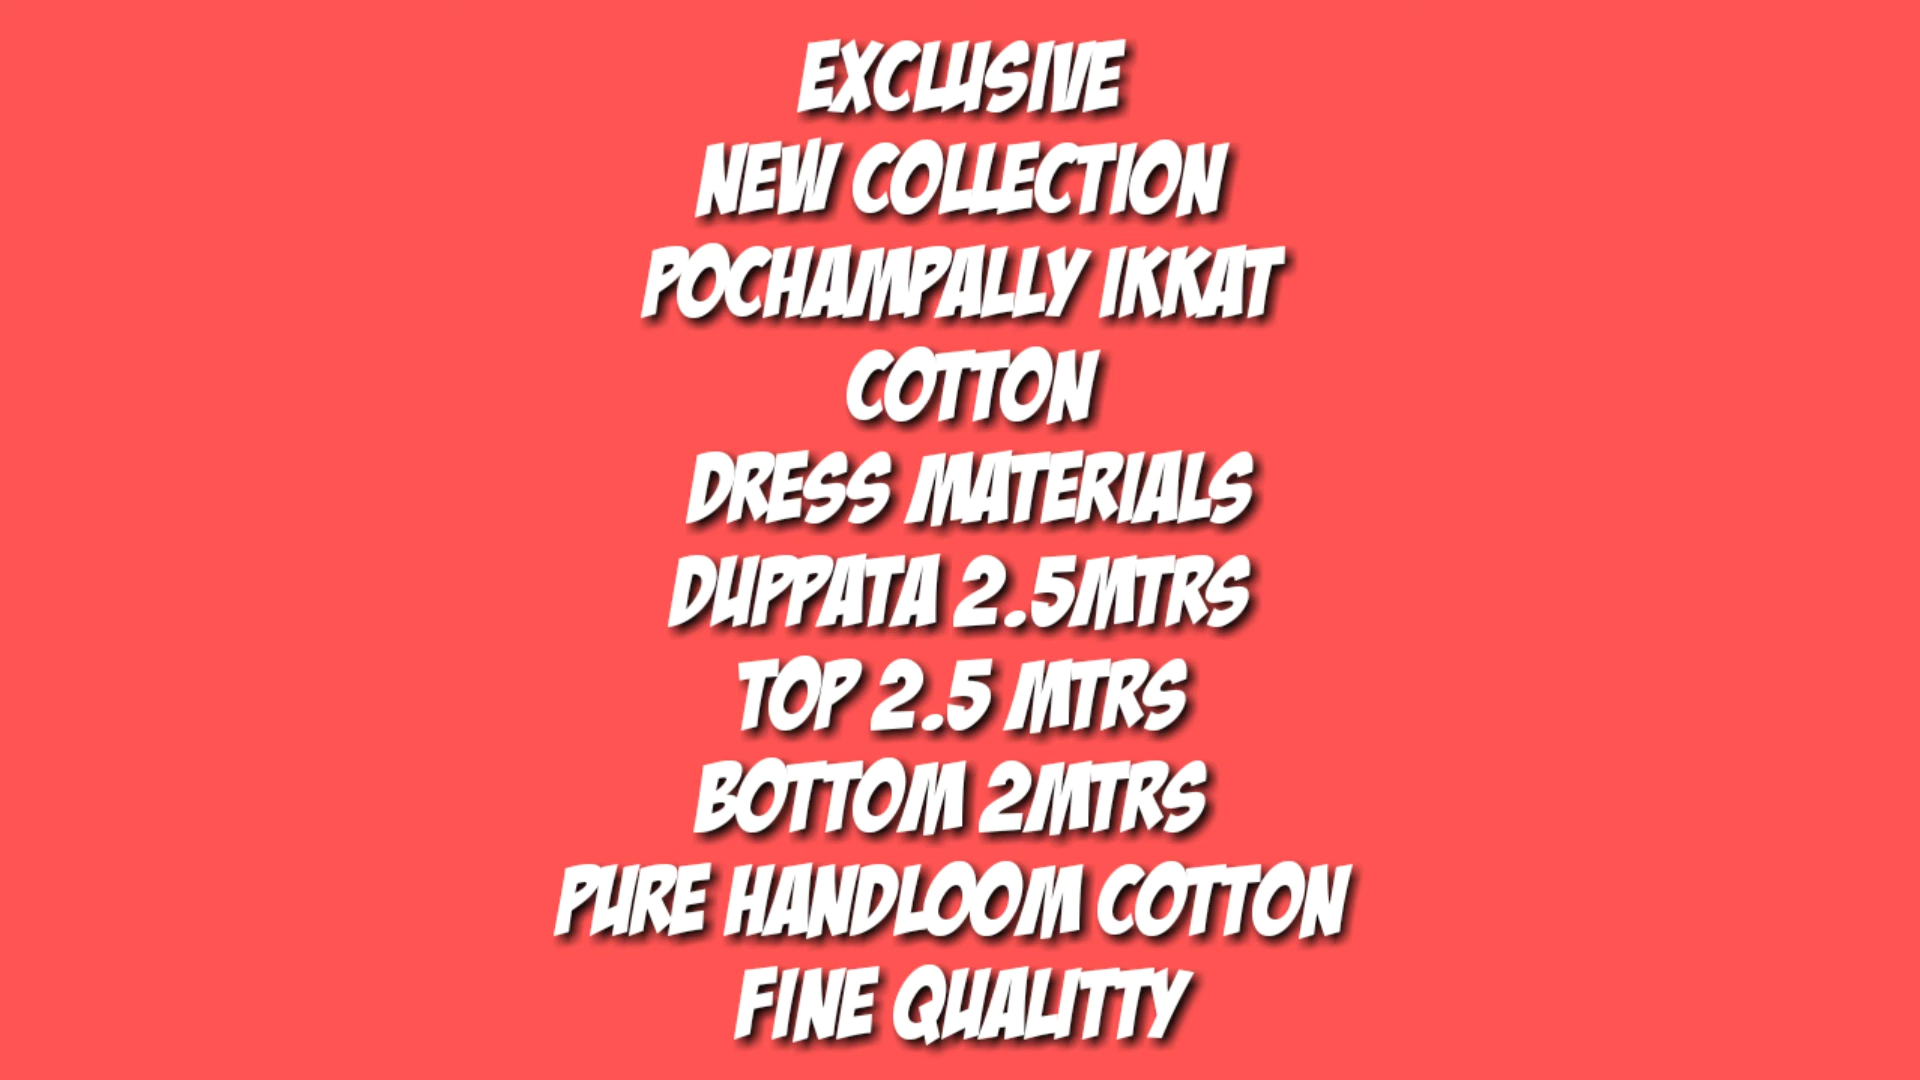 EXCLUSIVE
NEW COLLECTION
POCHAMPALLY IKKAT
COTTON
DRESS MATERIALS
DUPPATA 2.5MTRS
TOP 2.5 MTRS
BOTTOM 2MTRS
PURE HANDLOOM COTTON
FINE QUALITTY